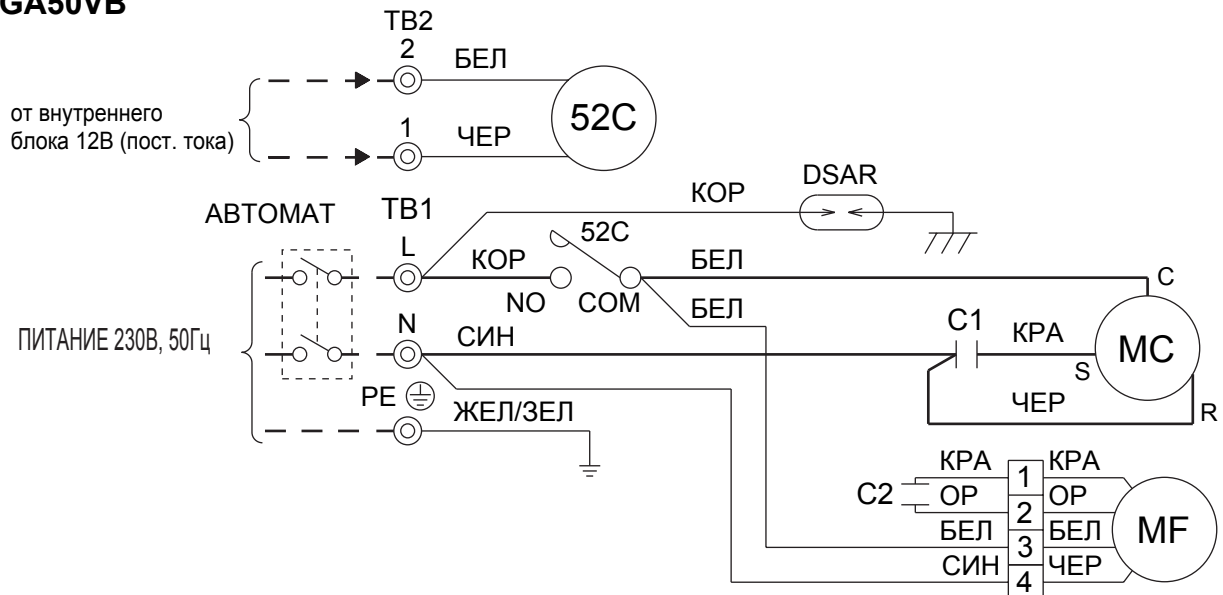 GA50VB
TB2
2
БЕЛ
52C
от внутреннего
блока 12В (пост. тока)
1
ЧЕР
DSAR
КОР
АВТОМАТ
TB1
L
КОР
52C
БЕЛ
C
NO
COM
БЕЛ
N
СИН
C1
КРА
MC
ПИТАНИЕ 230В, 50Гц
S
PE
ЖЕЛ/ЗЕЛ
ЧЕР
R
КРА
1
КРА
C2
ОР
2
ОР
MF
БЕЛ
3
БЕЛ
СИН
4
ЧЕР